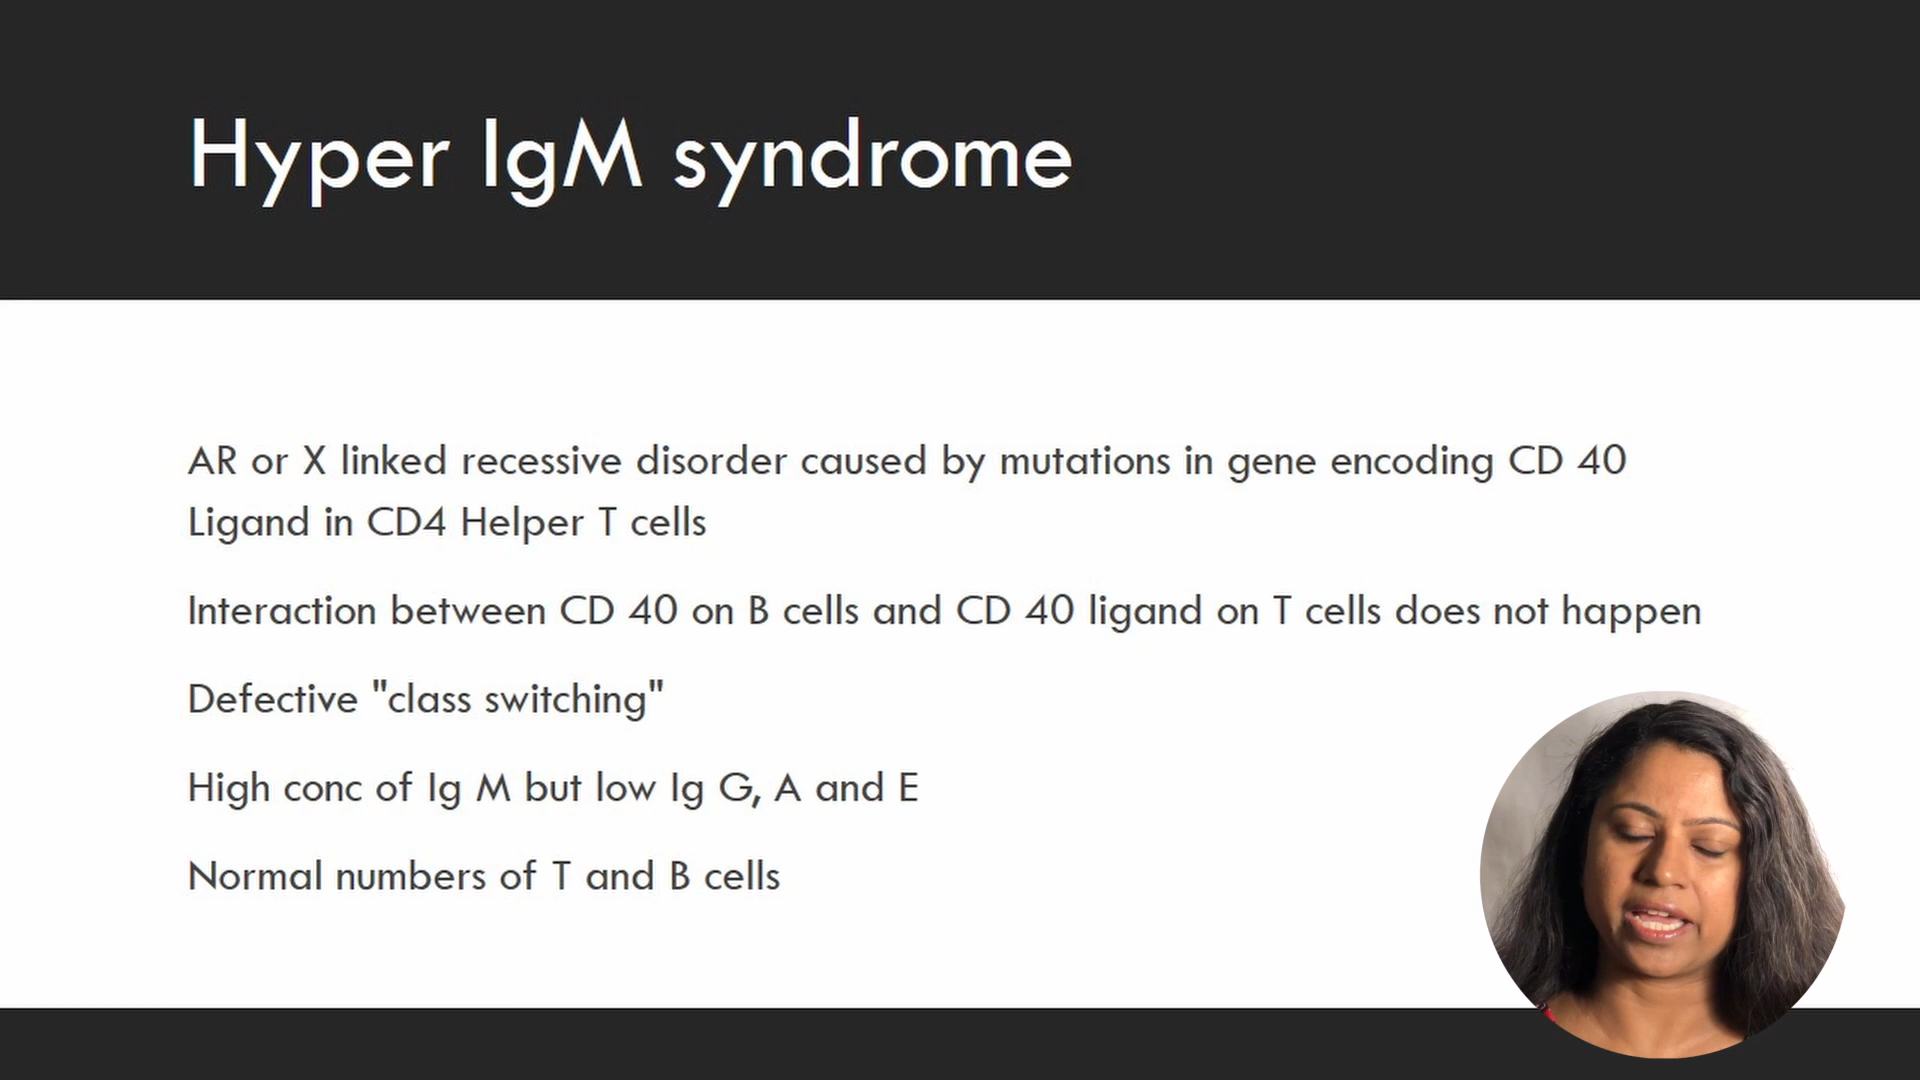 Hyper IgM syndrome
AR or X linked recessive disorder caused by mutations in gene encoding CD 40
Ligand in CD4 Helper T cells
Interaction between CD 40 on B cells and CD 40 ligand on T cells does not happen
Defective "class switching"
High conc of Ig M but low Ig G, A and E
Normal numbers of T and B cells